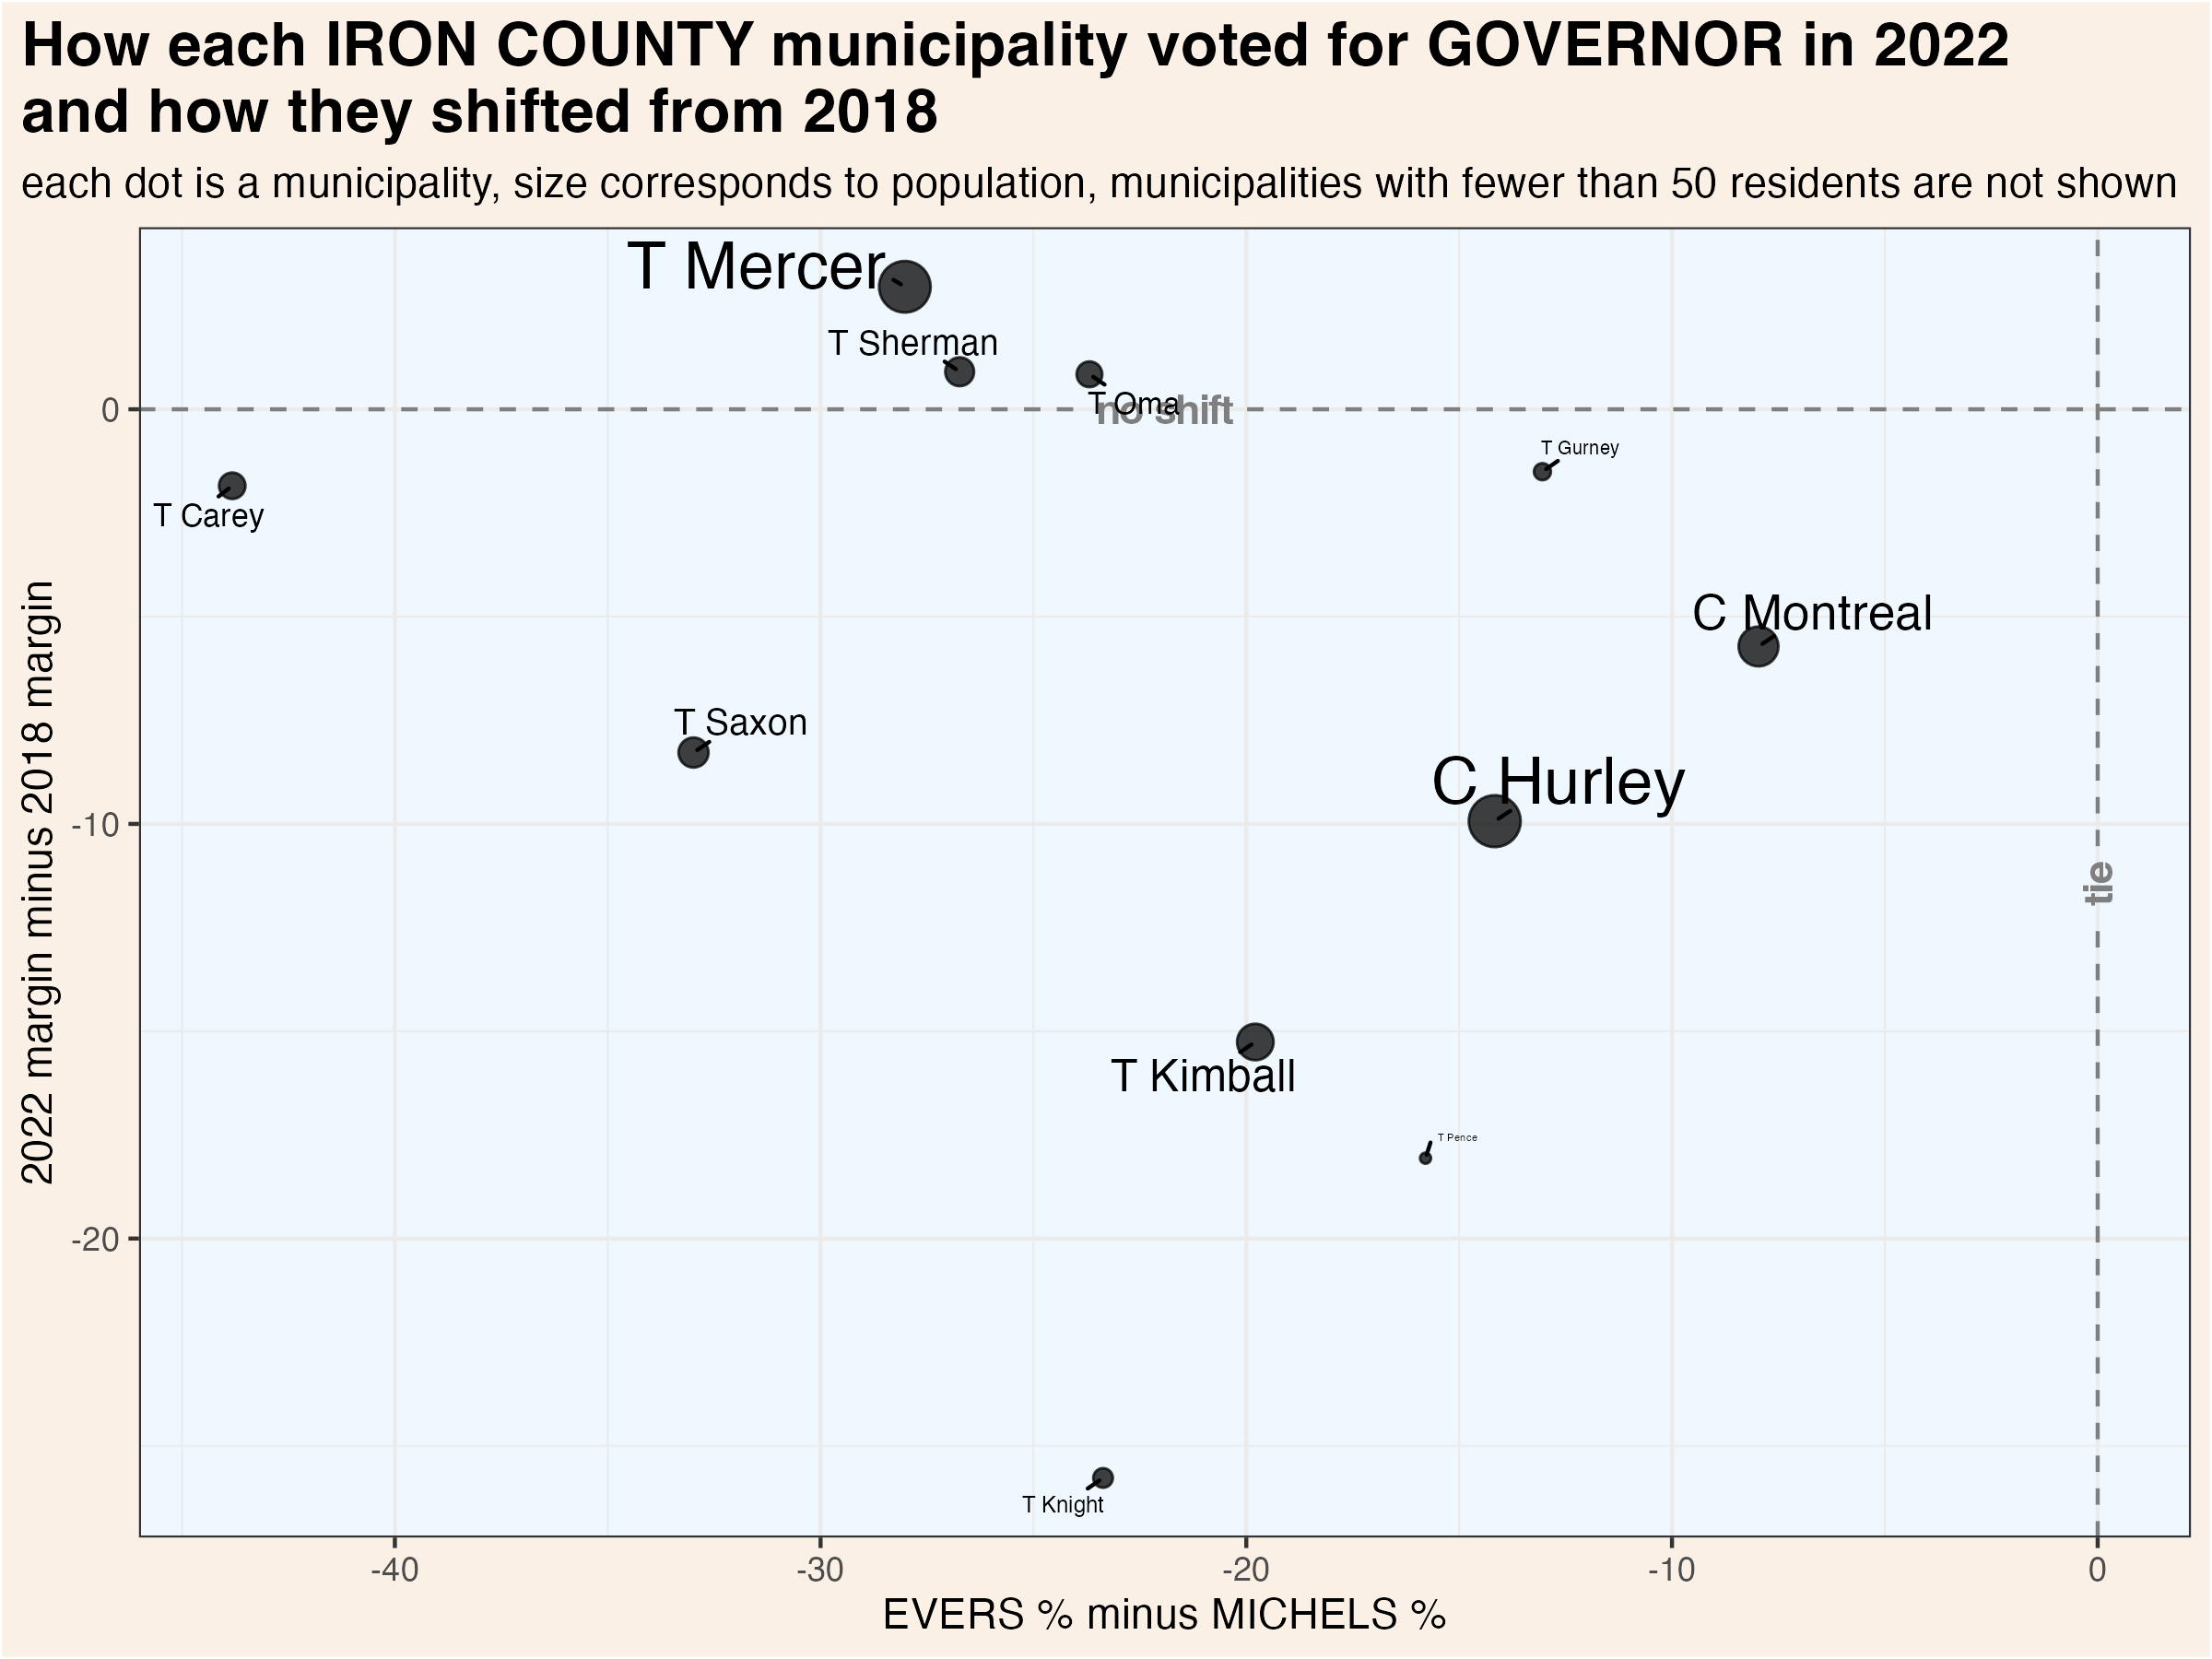 How each IRON COUNTY municipality voted for GOVERNOR in 2022
and how they shifted from 2018
each dot is a municipality, size corresponds to population, municipalities with fewer than 50 residents are not shown
T Mercer
T Sherman
T Oma
no shift
T Gurney
T Carey
C Montreal
T Saxon
C Hurley
tie
T Kimball
T Pence
T Knight
0
-10
-20
2022 margin minus 2018 margin
-40
-30
-20
-10
0
EVERS % minus MICHELS %